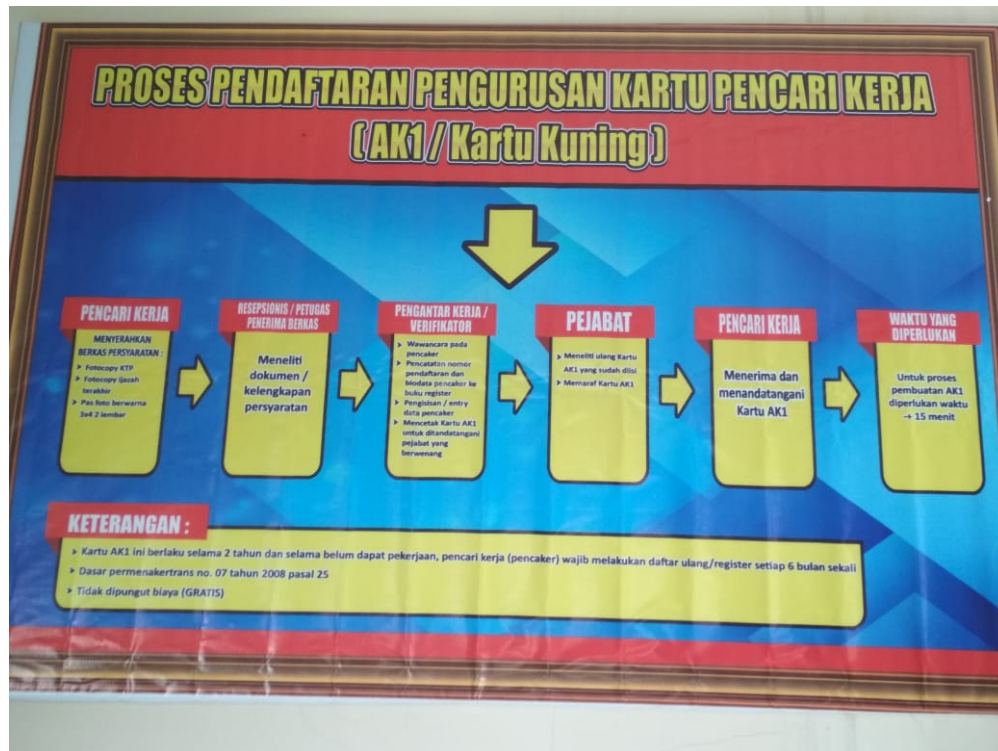 PROSES PENDAFTARAN PENGURUSAN KARTU PENCARI KERJA
( AK1 / Kartu Kuning )
PENCARI KERJA
MENYERAHKAN
BERKAS PERSYARATAN :
➤ Fotocopy KTP
➤ Fotocopy ijazah
terakhir
➤ Pas foto berwarna
3x4 2 lembar
RESEPSIONIS / PETUGAS
PENERIMA BERKAS
Meneliti
dokumen /
kelengkapan
persyaratan
PENGANTAR KERJA /
VERIFIKATOR
➤ Wawancara pada
pencaker
➤ Pencatatan nomor
pendaftaran dan
biodata pencaker ke
buku register
➤ Pengisisan / entry
data pencaker
➤ Mencetak Kartu AK1
untuk ditandatangani
pejabat yang
berwenang
PEJABAT
➤ Meneliti ulang Kartu
AK1 yang sudah diisi
➤ Memaraf Kartu AK1
PENCARI KERJA
Menerima dan
menandatangani
Kartu AK1
WAKTU YANG
DIPERLUKAN
Untuk proses
pembuatan AK1
diperlukan waktu
→ 15 menit
KETERANGAN :
➤ Kartu AK1 ini berlaku selama 2 tahun dan selama belum dapat pekerjaan, pencari kerja (pencaker) wajib melakukan daftar ulang/register setiap 6 bulan sekali
➤ Dasar permenakertrans no. 07 tahun 2008 pasal 25
➤ Tidak dipungut biaya (GRATIS)